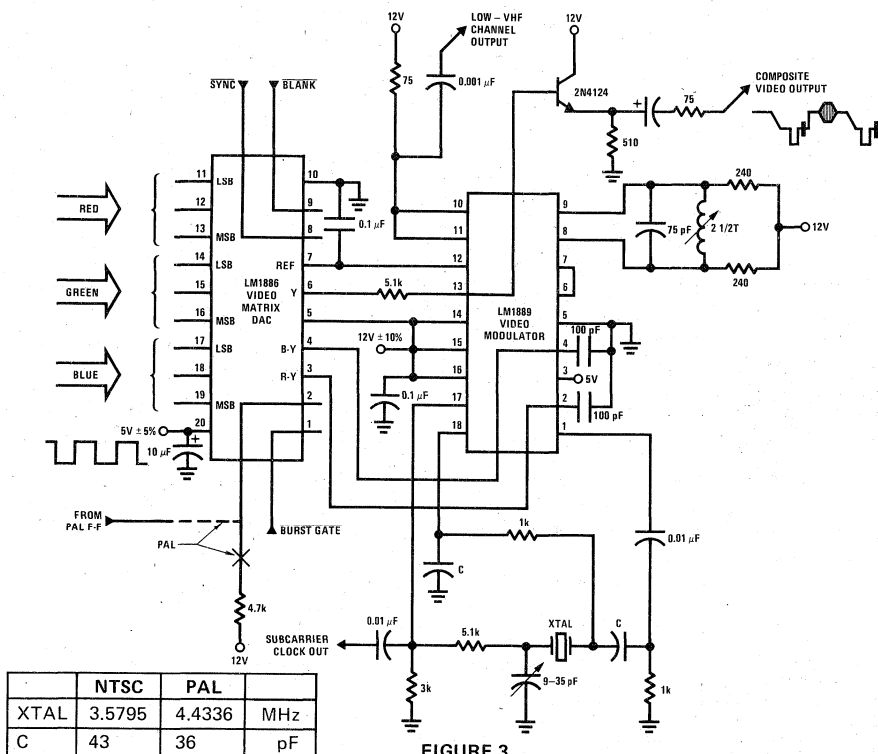 12V
LOW – VHF
CHANNEL
OUTPUT
12V
75
0.001 µF
2N4124
COMPOSITE
VIDEO OUTPUT
+
75
510
SYNC
BLANK
RED
GREEN
BLUE
11 LSB
12
13 MSB
14 LSB
15
16 MSB
17 LSB
18
19 MSB
20
LM1886
VIDEO
MATRIX
DAC
10
9
8
REF 7
Y 6
5
B-Y 4
R-Y 3
2
1
0.1 µF
5.1k
12V ± 10%
0.1 µF
10
11
12
13
14
15
16
17
18
LM1889
VIDEO
MODULATOR
9
8
7
6
5
4
3
2
1
240
75 pF
2 1/2T
12V
240
100 pF
5V
100 pF
5V ± 5%
+
10 µF
FROM
PAL F-F
PAL
BURST GATE
4.7k
12V
1k
C
0.01 µF
0.01 µF
SUBCARRIER
CLOCK OUT
5.1k
XTAL
C
3k
9–35 pF
1k
NTSC PAL
XTAL 3.5795 4.4336 MHz
C 43 36 pF
FIGURE 3